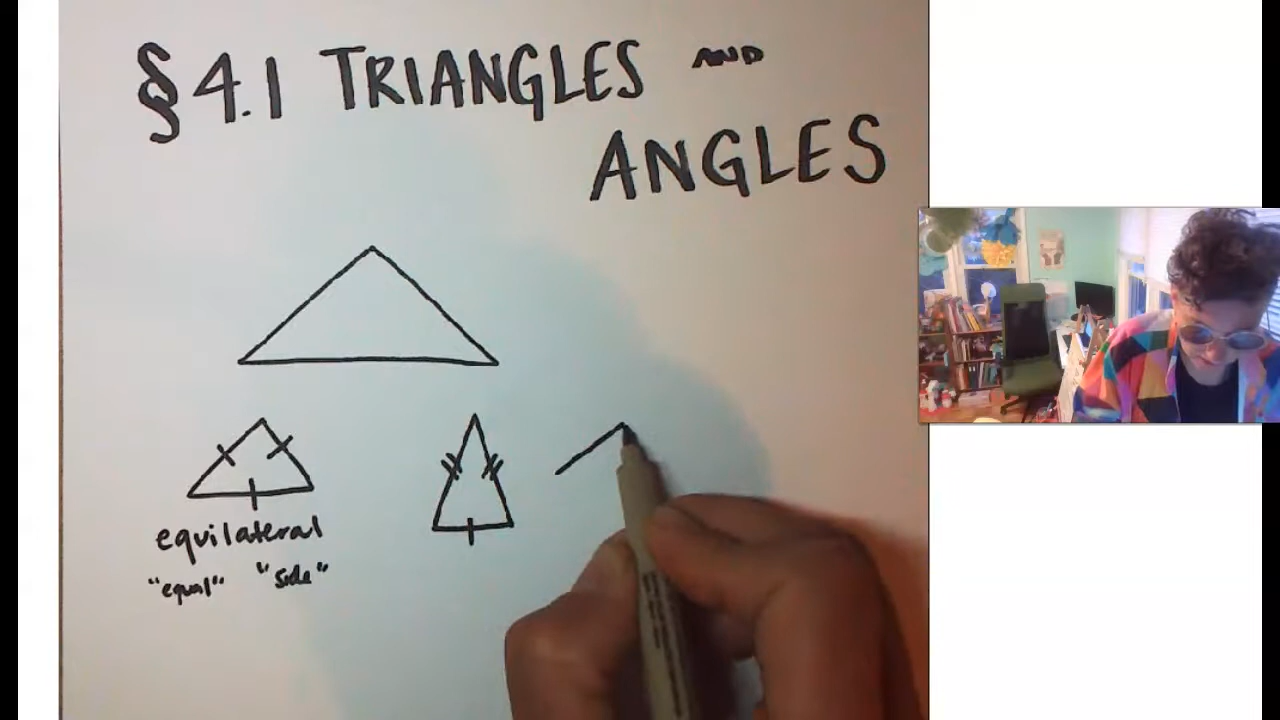 § 4.1 TRIANGLES AND
ANGLES
equilateral
"equal" "side"